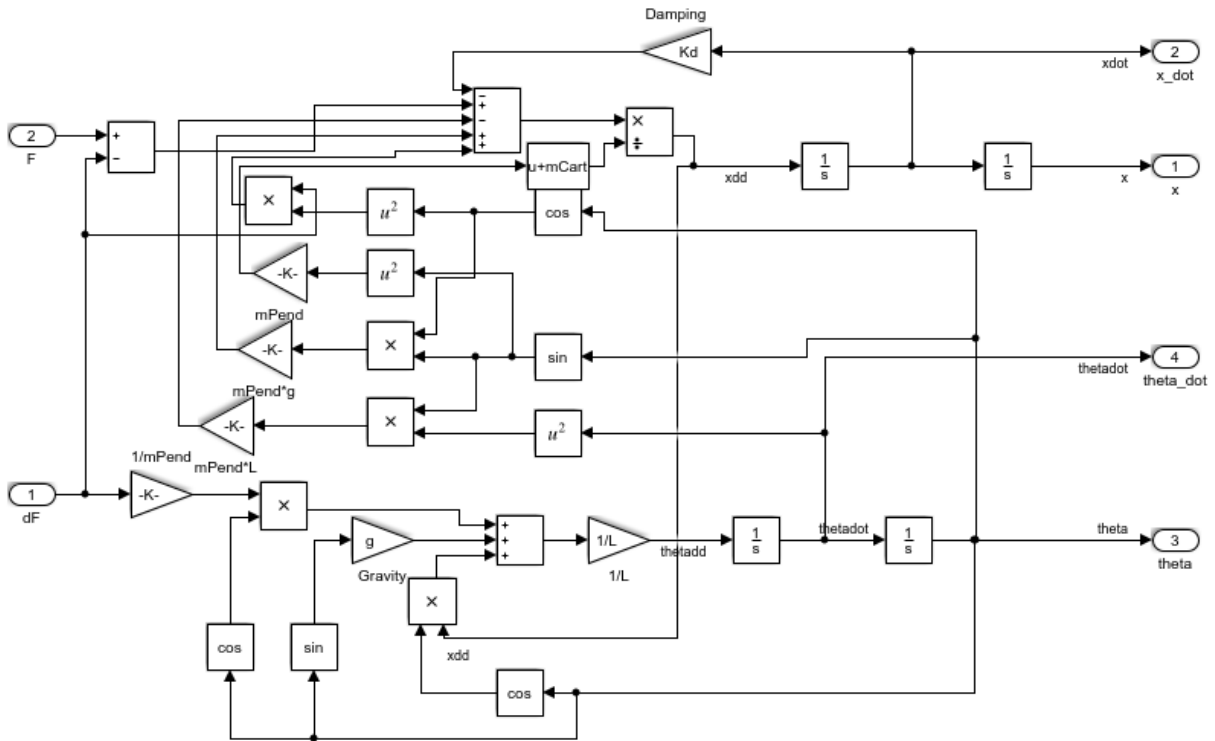 Damping
Kd
xdot
2
x_dot
− + − + +
2
F
+ −
× ÷
u+mCart
xdd
1/s
1/s
x
1
x
×
u²
cos
-K-
u²
mPend
-K-
×
sin
thetadot
4
theta_dot
mPend*g
-K-
×
u²
1/mPend
mPend*L
1
dF
-K-
×
g
Gravity
+ + +
1/L
1/L
thetadd
1/s
thetadot
1/s
theta
3
theta
×
cos
sin
xdd
cos